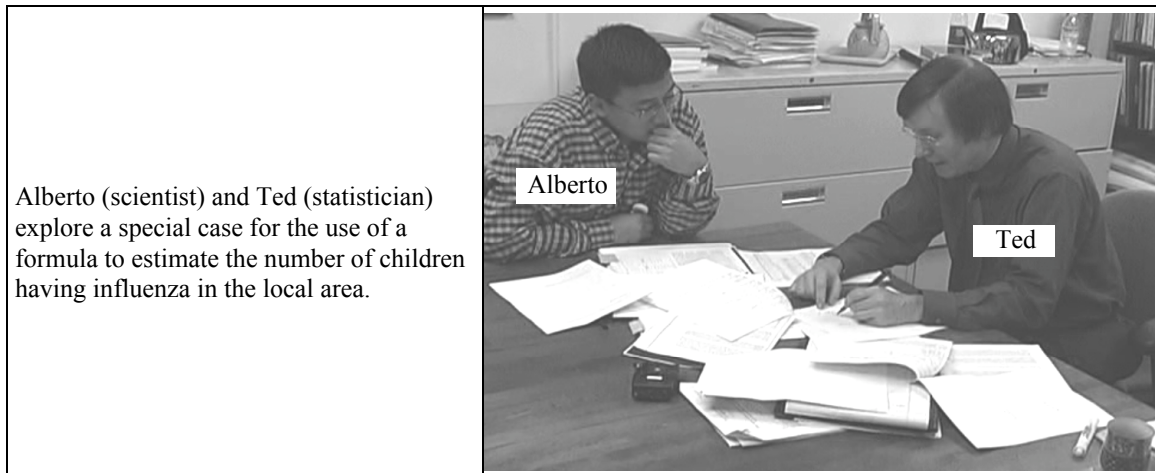 Alberto (scientist) and Ted (statistician)
explore a special case for the use of a
formula to estimate the number of children
having influenza in the local area.
Alberto
Ted